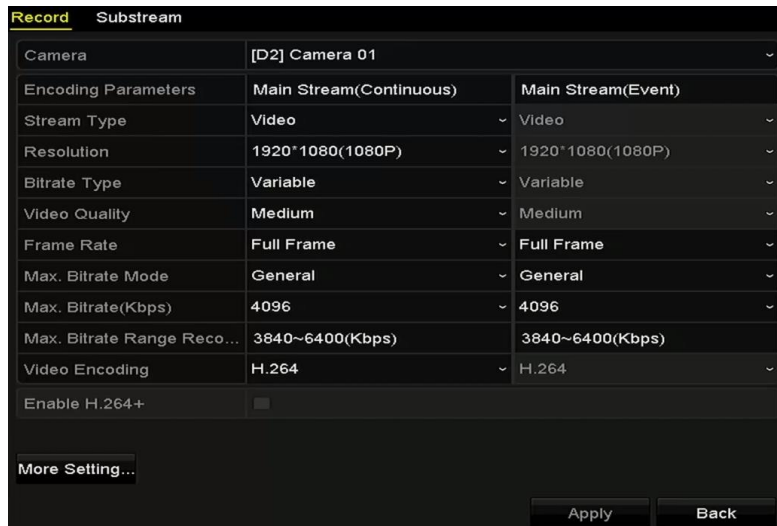 Record Substream
Camera [D2] Camera 01
Encoding Parameters Main Stream(Continuous) Main Stream(Event)
Stream Type Video Video
Resolution 1920*1080(1080P) 1920*1080(1080P)
Bitrate Type Variable Variable
Video Quality Medium Medium
Frame Rate Full Frame Full Frame
Max. Bitrate Mode General General
Max. Bitrate(Kbps) 4096 4096
Max. Bitrate Range Reco... 3840~6400(Kbps) 3840~6400(Kbps)
Video Encoding H.264 H.264
Enable H.264+
More Setting...
Apply Back